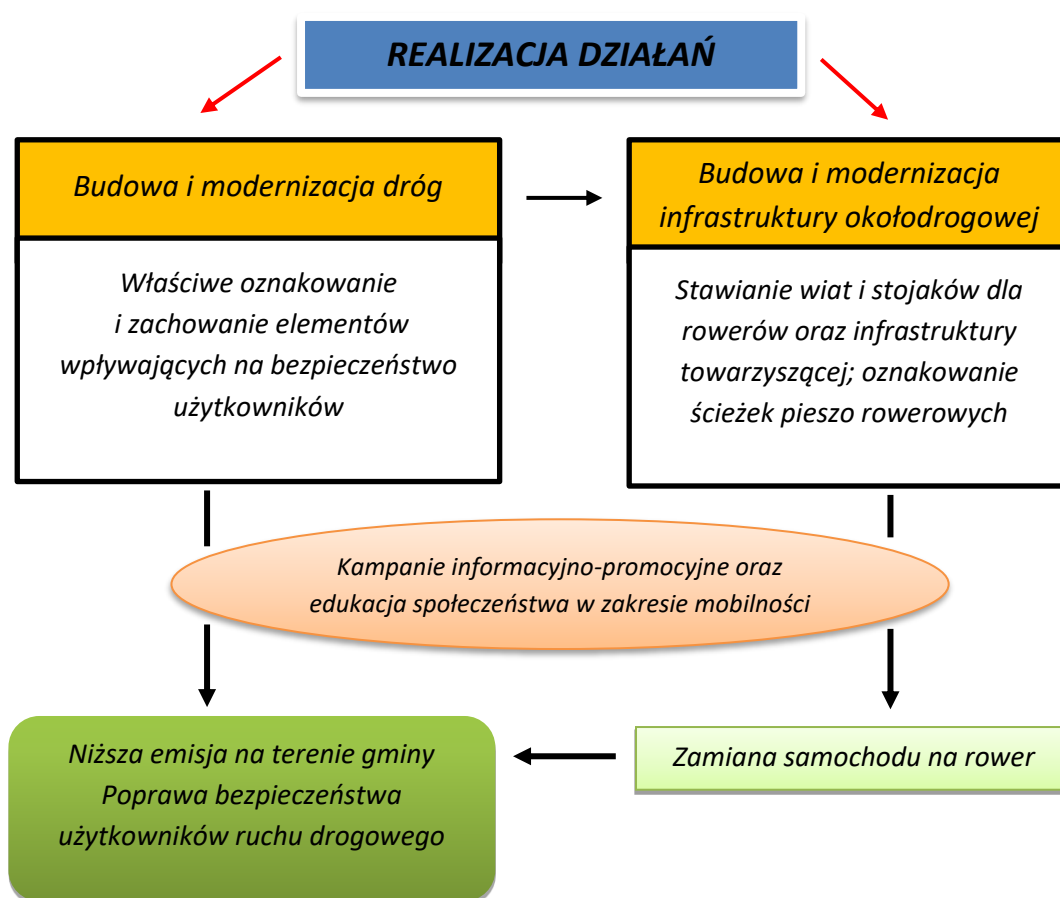 REALIZACJA DZIAŁAŃ
Budowa i modernizacja dróg
Właściwe oznakowanie
i zachowanie elementów
wpływających na bezpieczeństwo
użytkowników
Budowa i modernizacja
infrastruktury okołodrogowej
Stawianie wiat i stojaków dla
rowerów oraz infrastruktury
towarzyszącej; oznakowanie
ścieżek pieszo rowerowych
Kampanie informacyjno-promocyjne oraz
edukacja społeczeństwa w zakresie mobilności
Niższa emisja na terenie gminy
Poprawa bezpieczeństwa
użytkowników ruchu drogowego
Zamiana samochodu na rower